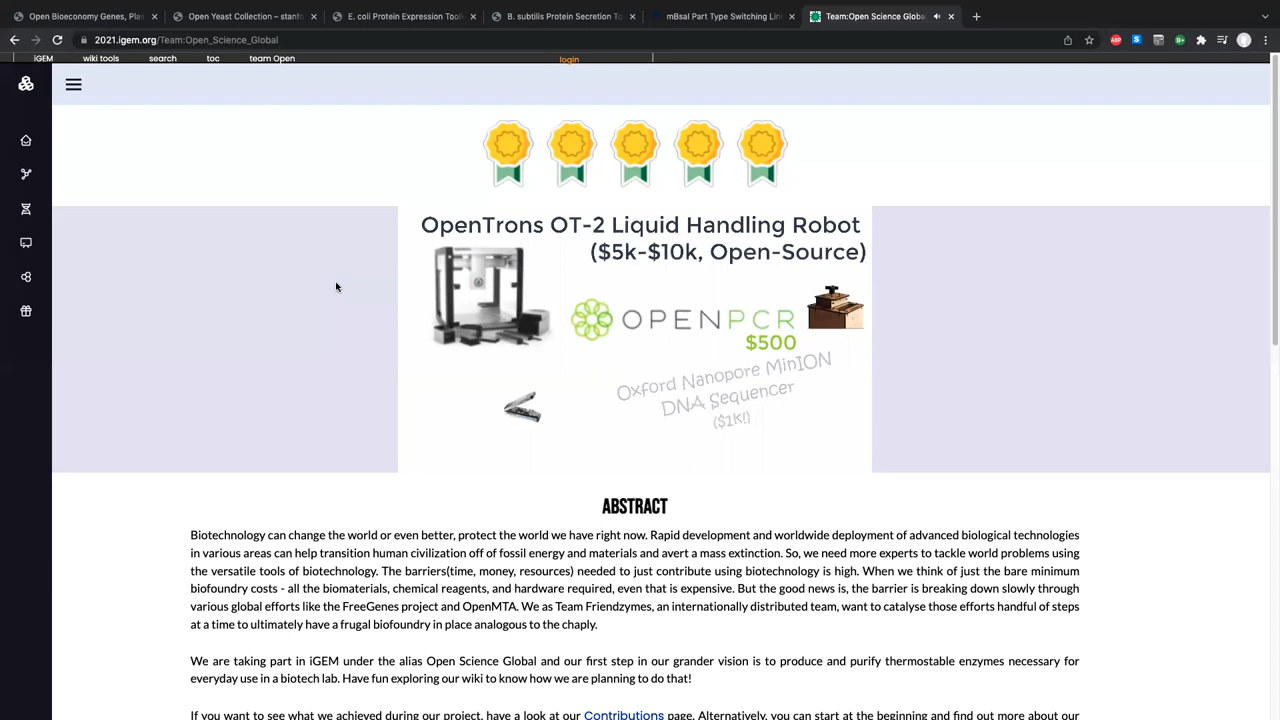 Open Bioeconomy Genes, Plas
Open Yeast Collection – stanfo
E. coli Protein Expression Toolk
B. subtilis Protein Secretion To
mBsaI Part Type Switching Lin
Team:Open Science Globa
2021.igem.org/Team:Open_Science_Global
iGEM wiki tools search toc team Open login
OpenTrons OT-2 Liquid Handling Robot
($5k-$10k, Open-Source)
OPENPCR
$500
Oxford Nanopore MinION
DNA Sequencer
($1K!)
ABSTRACT
Biotechnology can change the world or even better, protect the world we have right now. Rapid development and worldwide deployment of advanced biological technologies
in various areas can help transition human civilization off of fossil energy and materials and avert a mass extinction. So, we need more experts to tackle world problems using
the versatile tools of biotechnology. The barriers(time, money, resources) needed to just contribute using biotechnology is high. When we think of just the bare minimum
biofoundry costs - all the biomaterials, chemical reagents, and hardware required, even that is expensive. But the good news is, the barrier is breaking down slowly through
various global efforts like the FreeGenes project and OpenMTA. We as Team Friendzymes, an internationally distributed team, want to catalyse those efforts handful of steps
at a time to ultimately have a frugal biofoundry in place analogous to the chaply.
We are taking part in iGEM under the alias Open Science Global and our first step in our grander vision is to produce and purify thermostable enzymes necessary for
everyday use in a biotech lab. Have fun exploring our wiki to know how we are planning to do that!
If you want to see what we achieved during our project, have a look at our Contributions page. Alternatively, you can start at the beginning and find out more about our